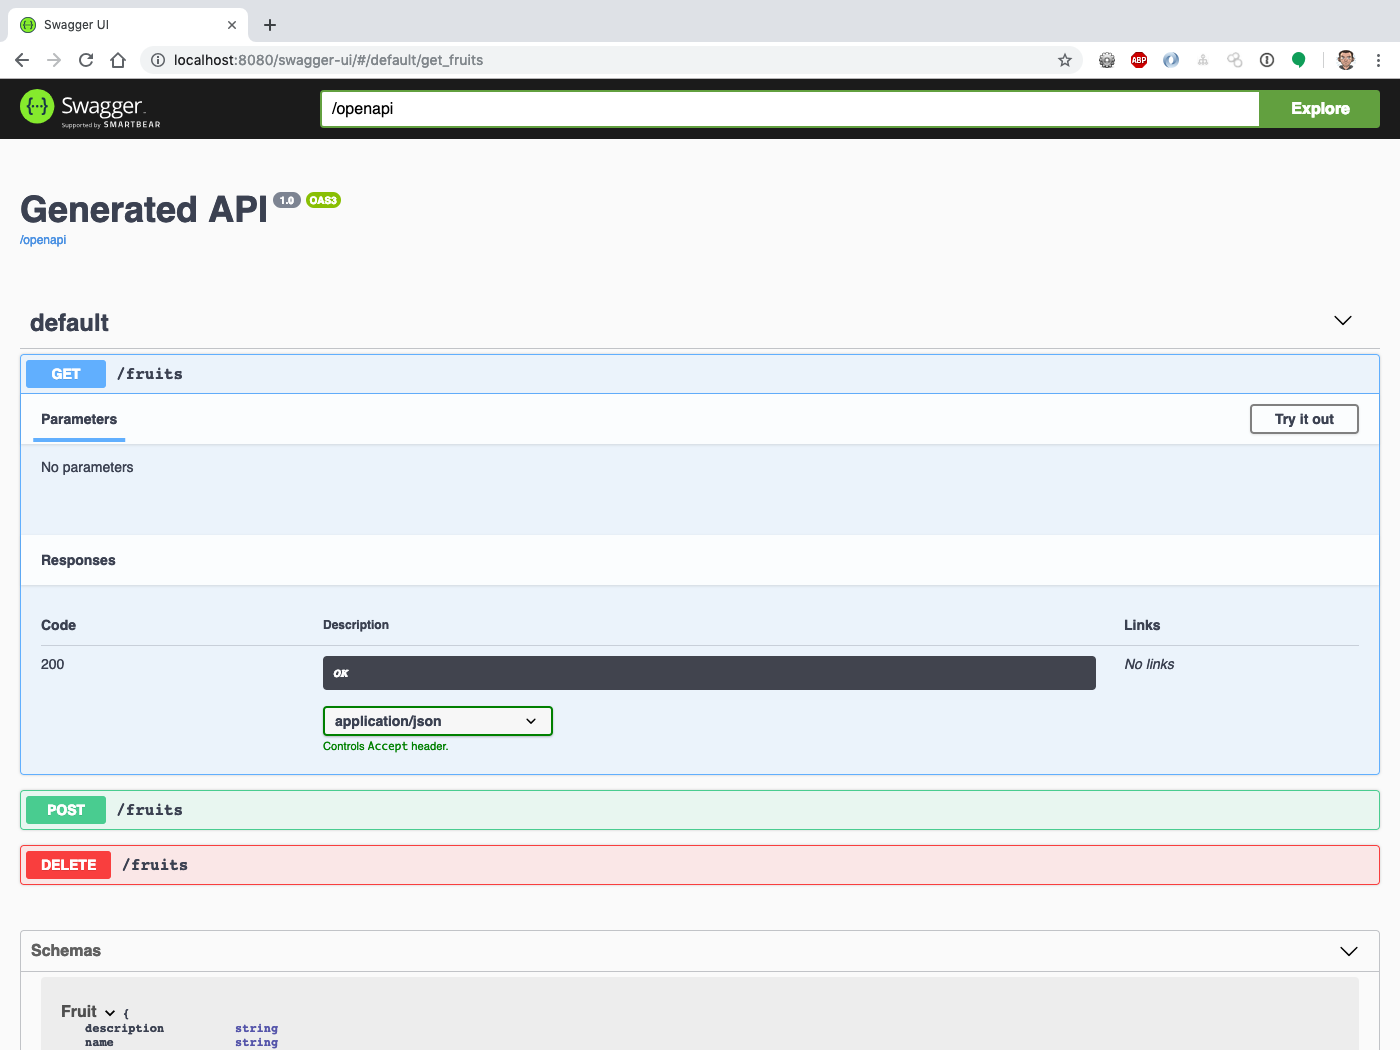 Swagger UI
localhost:8080/swagger-ui/#/default/get_fruits
ABP
{···} Swagger.
Supported by SMARTBEAR
/openapi
Explore
Generated API 1.0 OAS3
/openapi
default
GET /fruits
Parameters
Try it out
No parameters
Responses
Code Description Links
200 OK No links
application/json
Controls Accept header.
POST /fruits
DELETE /fruits
Schemas
Fruit {
description string
name string